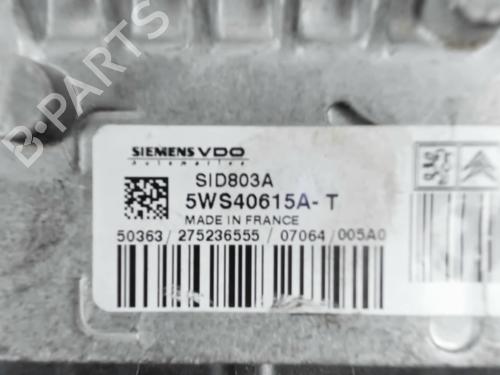 B-PARTS
SIEMENS VDO
Automotive
SID803A
5WS40615A-T
MADE IN FRANCE
50363/275236555/07064/005A0